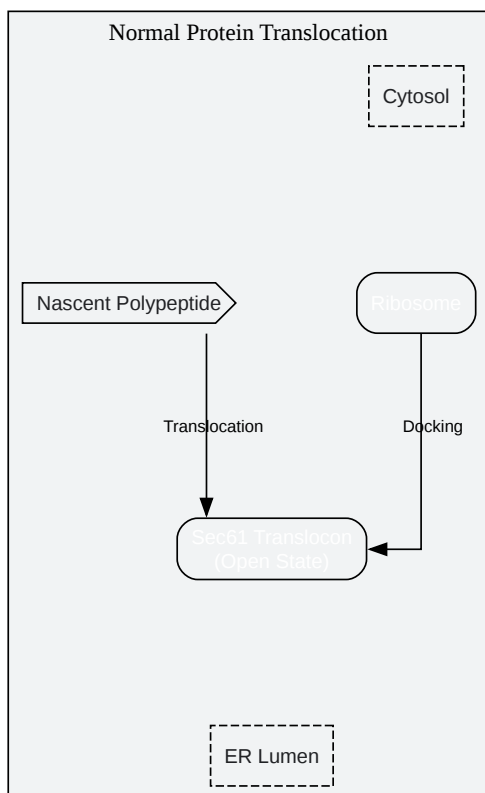 Normal Protein Translocation
Cytosol
Nascent Polypeptide
Ribosome
Translocation
Docking
Sec61 Translocon
(Open State)
ER Lumen